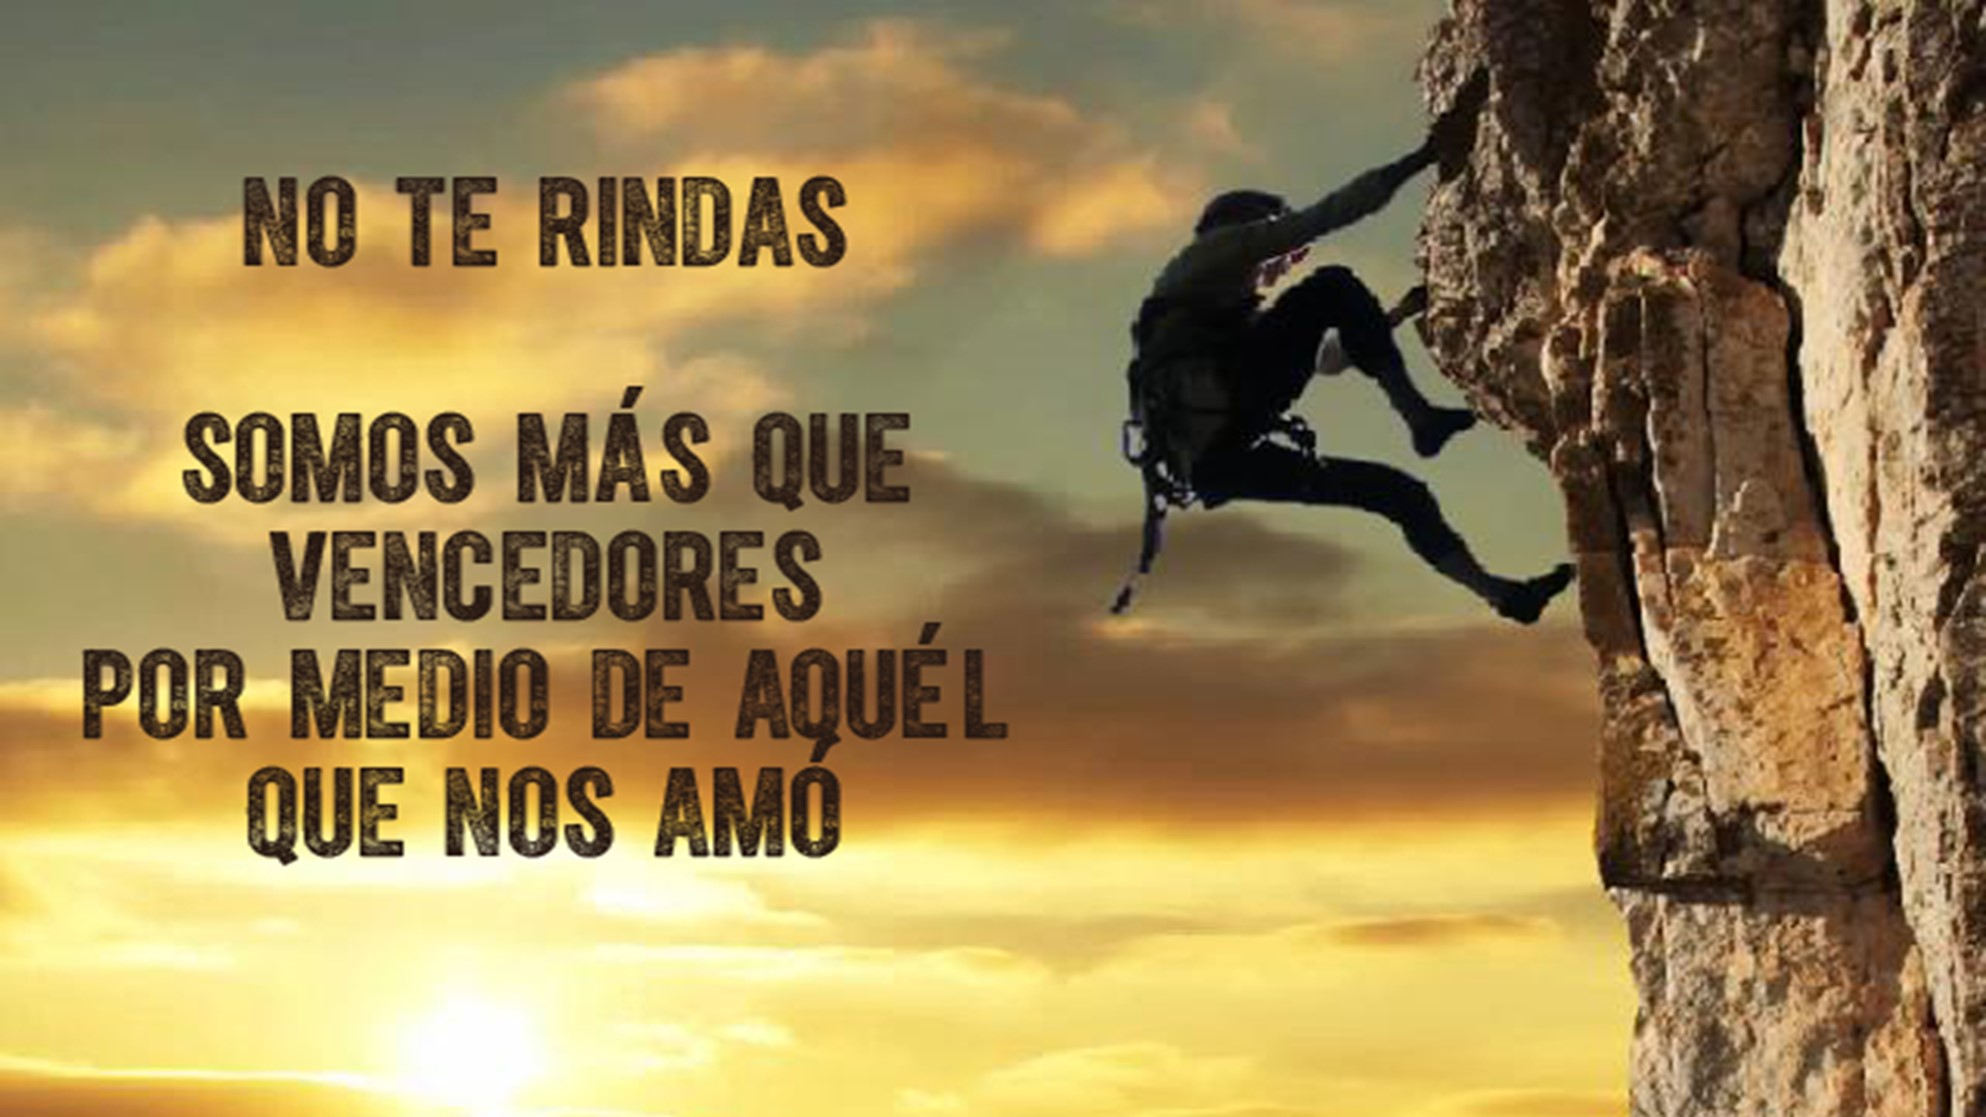 NO TE RINDAS
SOMOS MÁS QUE
VENCEDORES
POR MEDIO DE AQUÉL
QUE NOS AMÓ